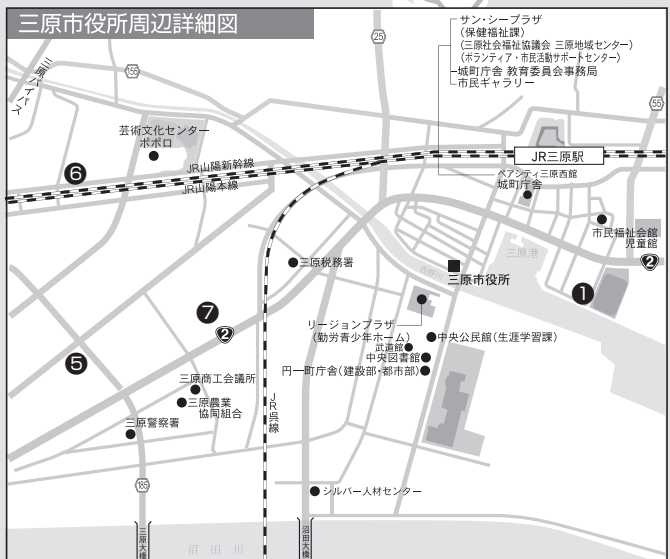 三原市役所周辺詳細図
サン・シープラザ
(保健福祉課)
(三原社会福祉協議会 三原地域センター)
(ボランティア・市民活動サポートセンター)
城町庁舎 教育委員会事務局
市民ギャラリー
25
155
55
三原バイパス
芸術文化センター
ポポロ
JR三原駅
JR山陽新幹線
JR山陽本線
6
ペアシティ三原西館
城町庁舎
市民福祉会館
児童館
2
三原港
三原税務署
西野川
三原市役所
1
リージョンプラザ
(勤労青少年ホーム)
7
2
中央公民館(生涯学習課)
武道館
中央図書館
円一町庁舎(建設部・都市部)
5
三原商工会議所
三原農業
協同組合
JR呉線
三原警察署
185
シルバー人材センター
三原大橋
沼田川
沼田大橋